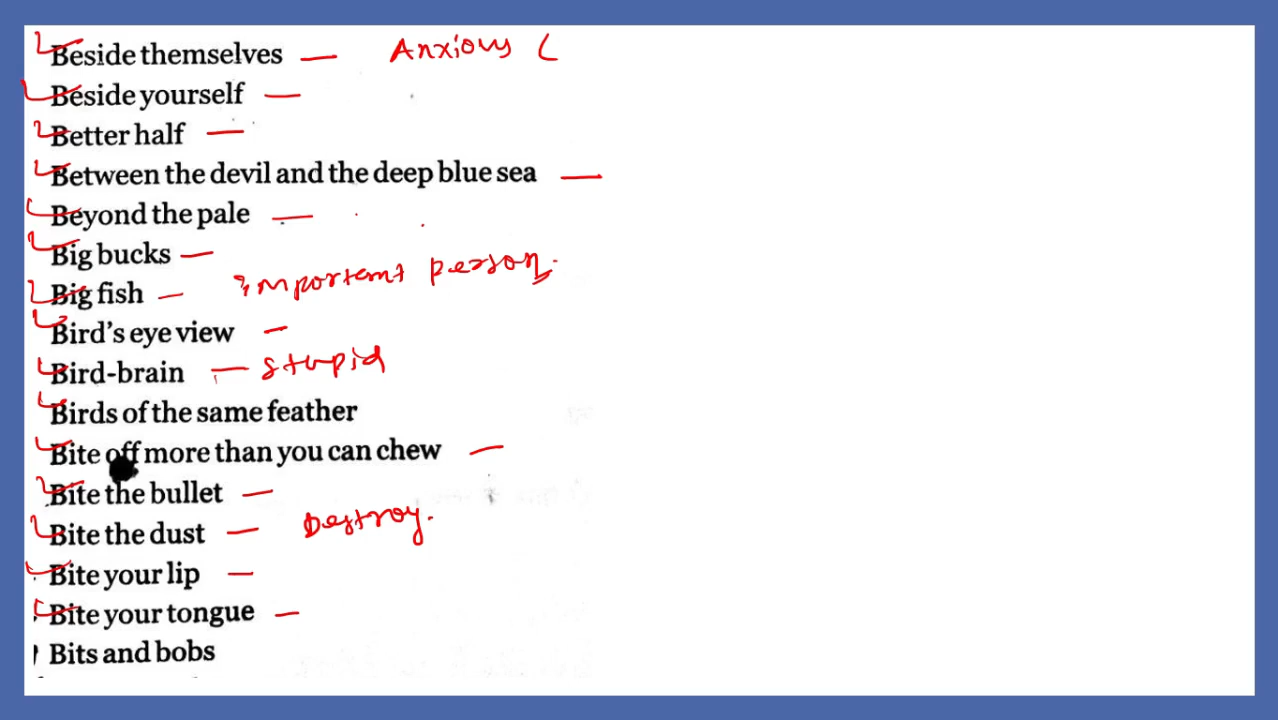 Beside themselves — Anxious (
Beside yourself —
Better half —
Between the devil and the deep blue sea —
Beyond the pale —
Big bucks —
Big fish — important person.
Bird's eye view —
Bird-brain — stupid
Birds of the same feather
Bite off more than you can chew —
Bite the bullet —
Bite the dust — Destroy.
Bite your lip —
Bite your tongue —
Bits and bobs